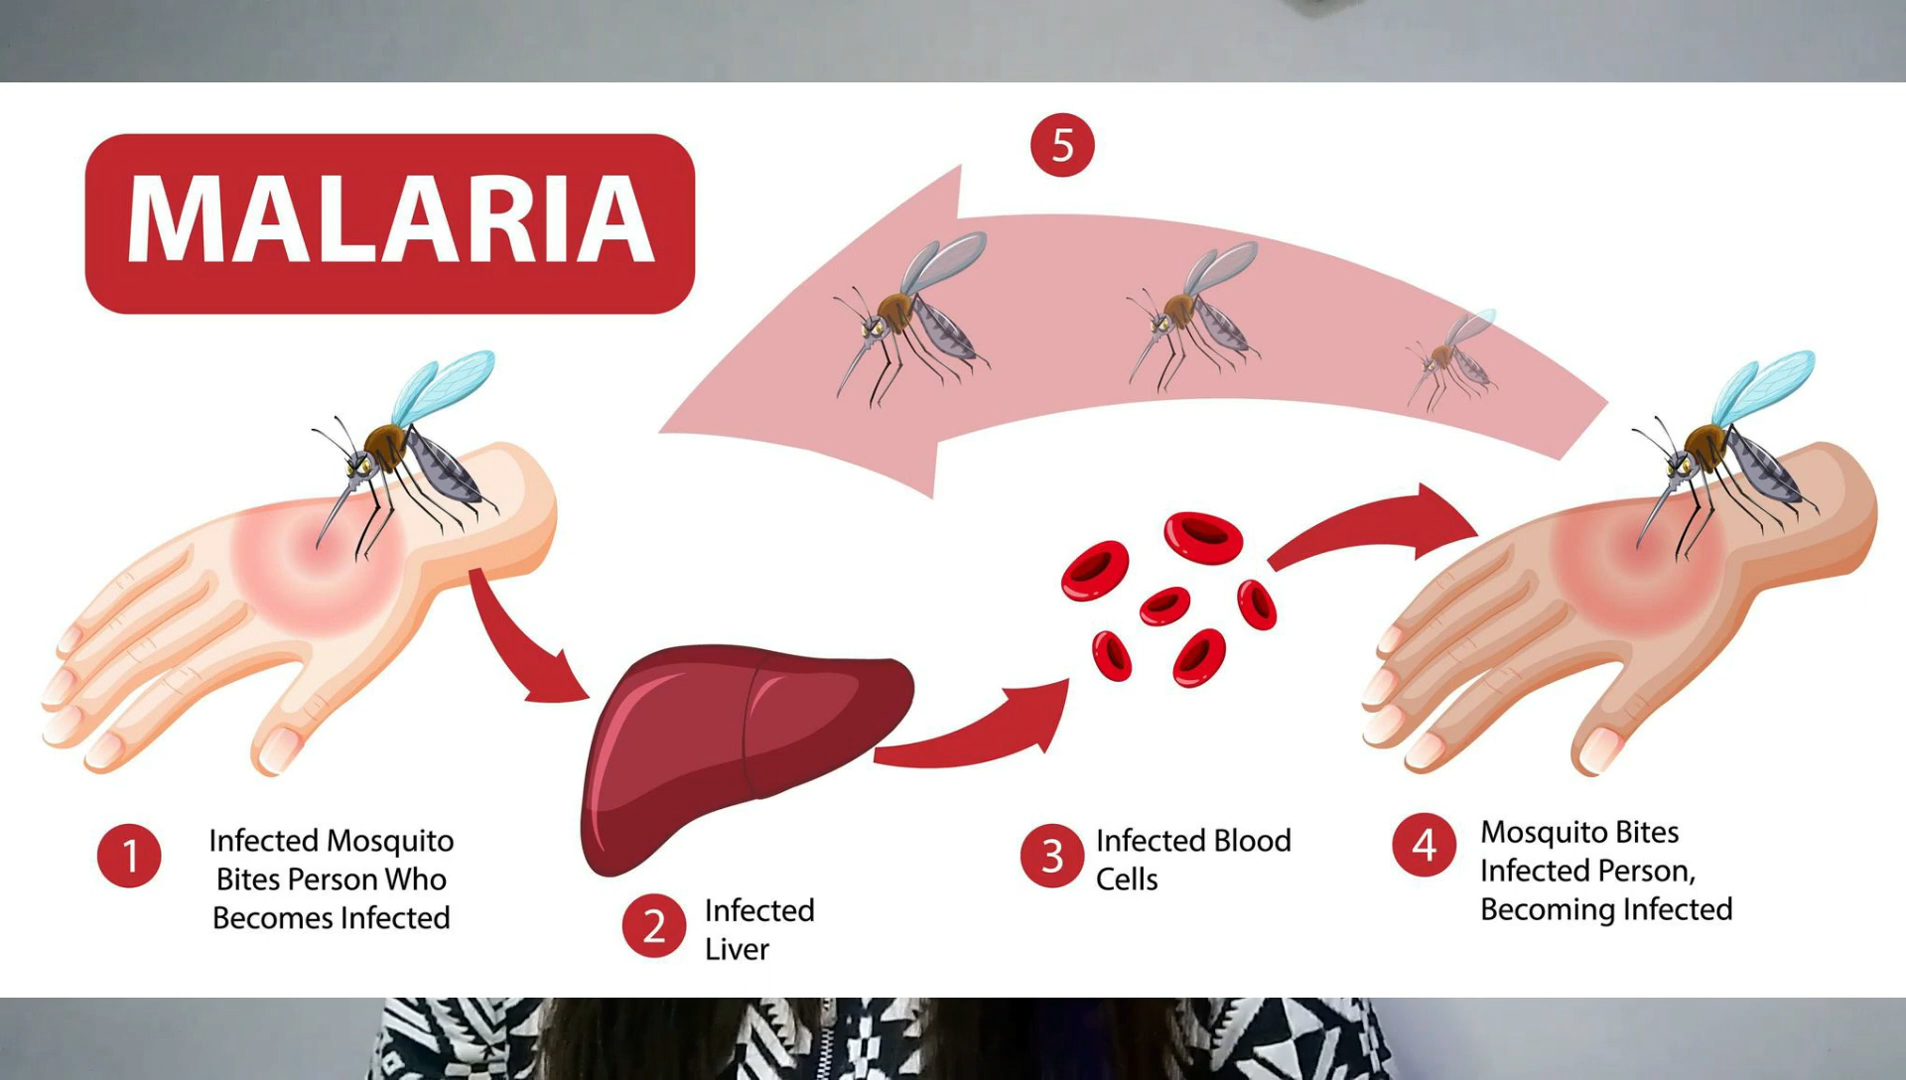 MALARIA
5
1
Infected Mosquito
Bites Person Who
Becomes Infected
2
Infected
Liver
3
Infected Blood
Cells
4
Mosquito Bites
Infected Person,
Becoming Infected